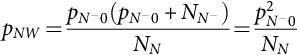 p_{NW} = \frac{p_{N^-0}(p_{N^-0} + N_{N^-})}{N_N} = \frac{p_{N^-0}^2}{N_N}